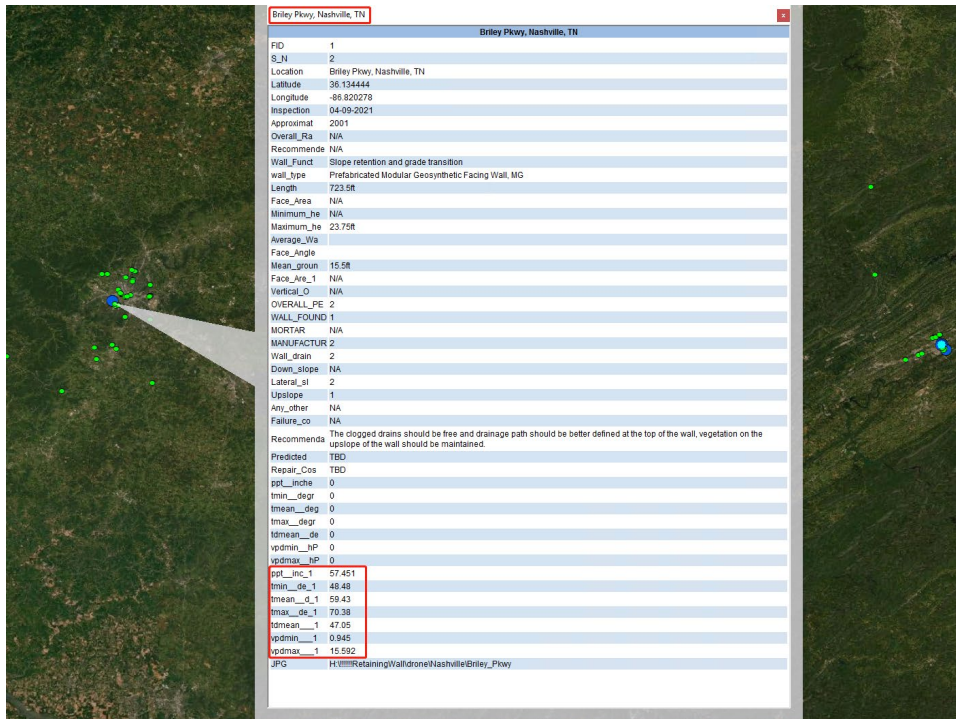 Briley Pkwy, Nashville, TN
x
Briley Pkwy, Nashville, TN
FID 1
S_N 2
Location Briley Pkwy, Nashville, TN
Latitude 36.134444
Longitude -86.820278
Inspection 04-09-2021
Approximat 2001
Overall_Ra N/A
Recommende N/A
Wall_Funct Slope retention and grade transition
wall_type Prefabricated Modular Geosynthetic Facing Wall, MG
Length 723.5ft
Face_Area N/A
Minimum_he N/A
Maximum_he 23.75ft
Average_Wa
Face_Angle
Mean_groun 15.5ft
Face_Are_1 N/A
Vertical_O N/A
OVERALL_PE 2
WALL_FOUND 1
MORTAR N/A
MANUFACTUR 2
Wall_drain 2
Down_slope NA
Lateral_sl 2
Upslope 1
Any_other NA
Failure_co NA
Recommenda The clogged drains should be free and drainage path should be better defined at the top of the wall, vegetation on the
upslope of the wall should be maintained.
Predicted TBD
Repair_Cos TBD
ppt__inche 0
tmin__degr 0
tmean__deg 0
tmax__degr 0
tdmean__de 0
vpdmin__hP 0
vpdmax__hP 0
ppt__inc_1 57.451
tmin__de_1 48.48
tmean__d_1 59.43
tmax__de_1 70.38
tdmean___1 47.05
vpdmin___1 0.945
vpdmax___1 15.592
JPG H:\!!!!!!RetainingWall\drone\Nashville\Briley_Pkwy